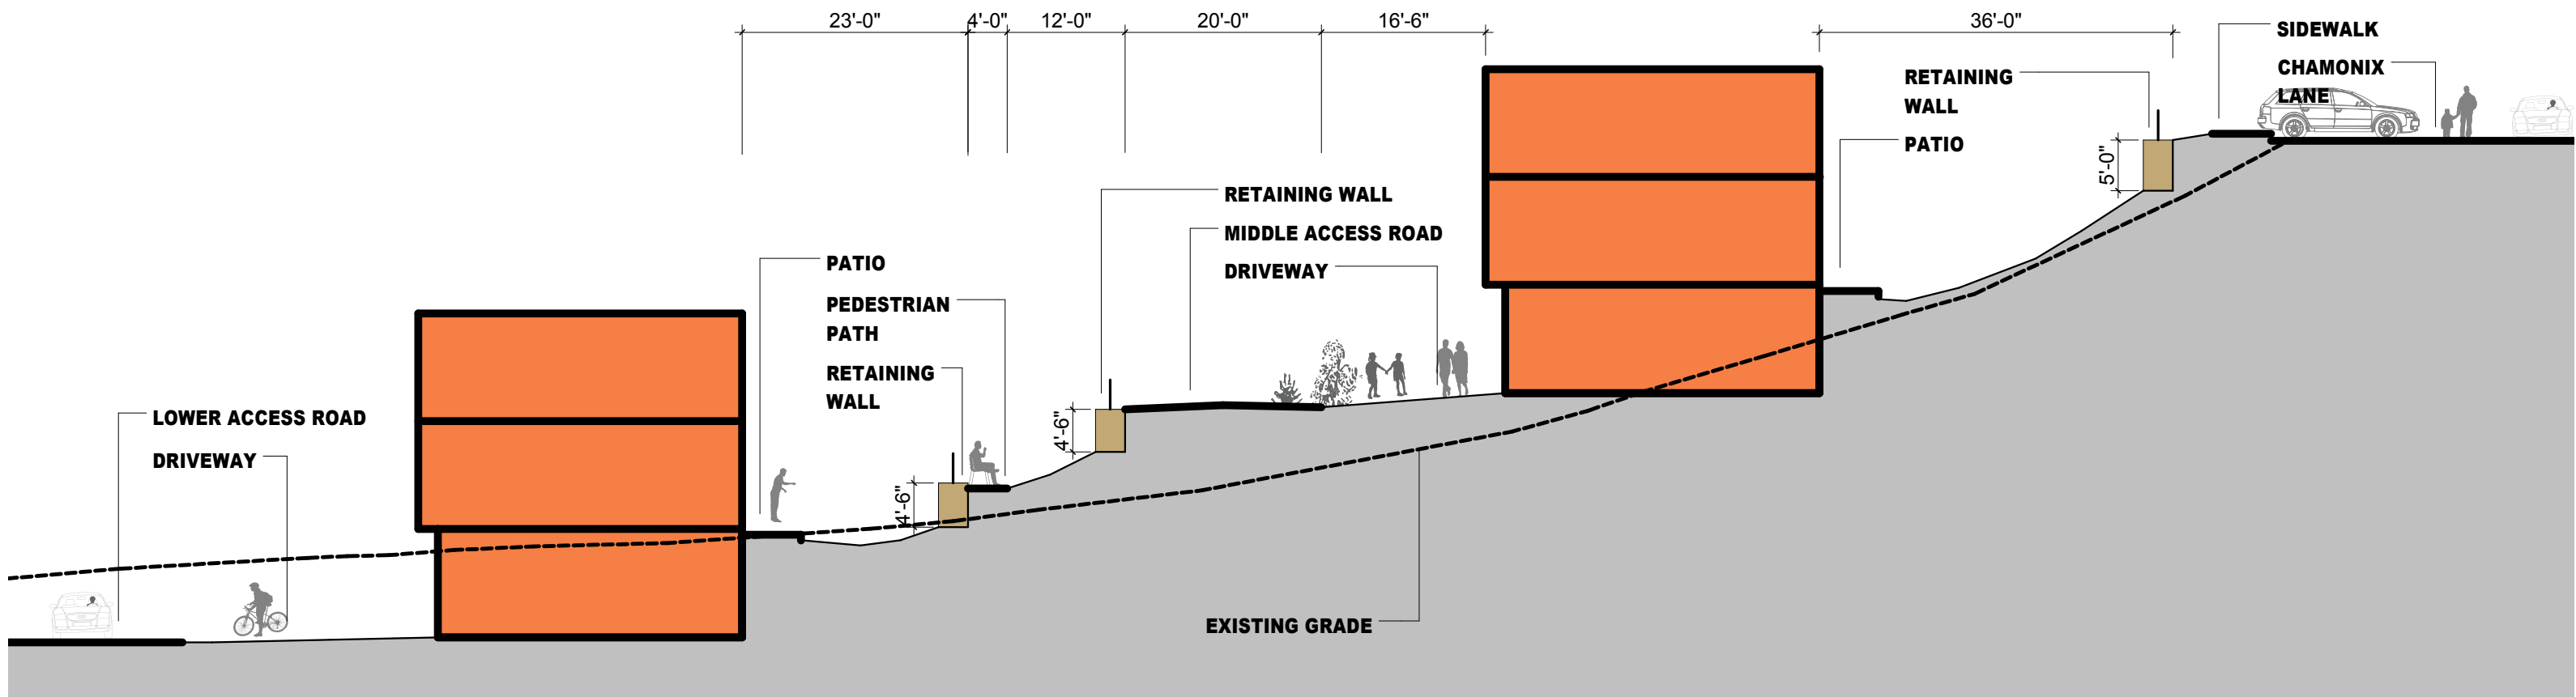 23'-0"
4'-0"
12'-0"
20'-0"
16'-6"
36'-0"
SIDEWALK
CHAMONIX
LANE
RETAINING
WALL
PATIO
5'-0"
RETAINING WALL
MIDDLE ACCESS ROAD
DRIVEWAY
PATIO
PEDESTRIAN
PATH
RETAINING
WALL
4'-6"
4'-6"
LOWER ACCESS ROAD
DRIVEWAY
EXISTING GRADE